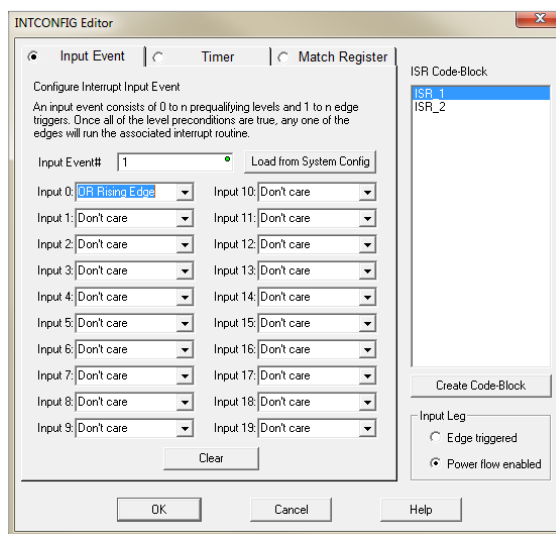 INTCONFIG Editor
Input Event
Timer
Match Register
Configure Interrupt Input Event
An input event consists of 0 to n prequalifying levels and 1 to n edge
triggers. Once all of the level preconditions are true, any one of the
edges will run the associated interrupt routine.
Input Event# 1 Load from System Config
Input 0: OR Rising Edge Input 10: Don't care
Input 1: Don't care Input 11: Don't care
Input 2: Don't care Input 12: Don't care
Input 3: Don't care Input 13: Don't care
Input 4: Don't care Input 14: Don't care
Input 5: Don't care Input 15: Don't care
Input 6: Don't care Input 16: Don't care
Input 7: Don't care Input 17: Don't care
Input 8: Don't care Input 18: Don't care
Input 9: Don't care Input 19: Don't care
Clear
ISR Code-Block
ISR_1
ISR_2
Create Code-Block
Input Leg
Edge triggered
Power flow enabled
OK Cancel Help